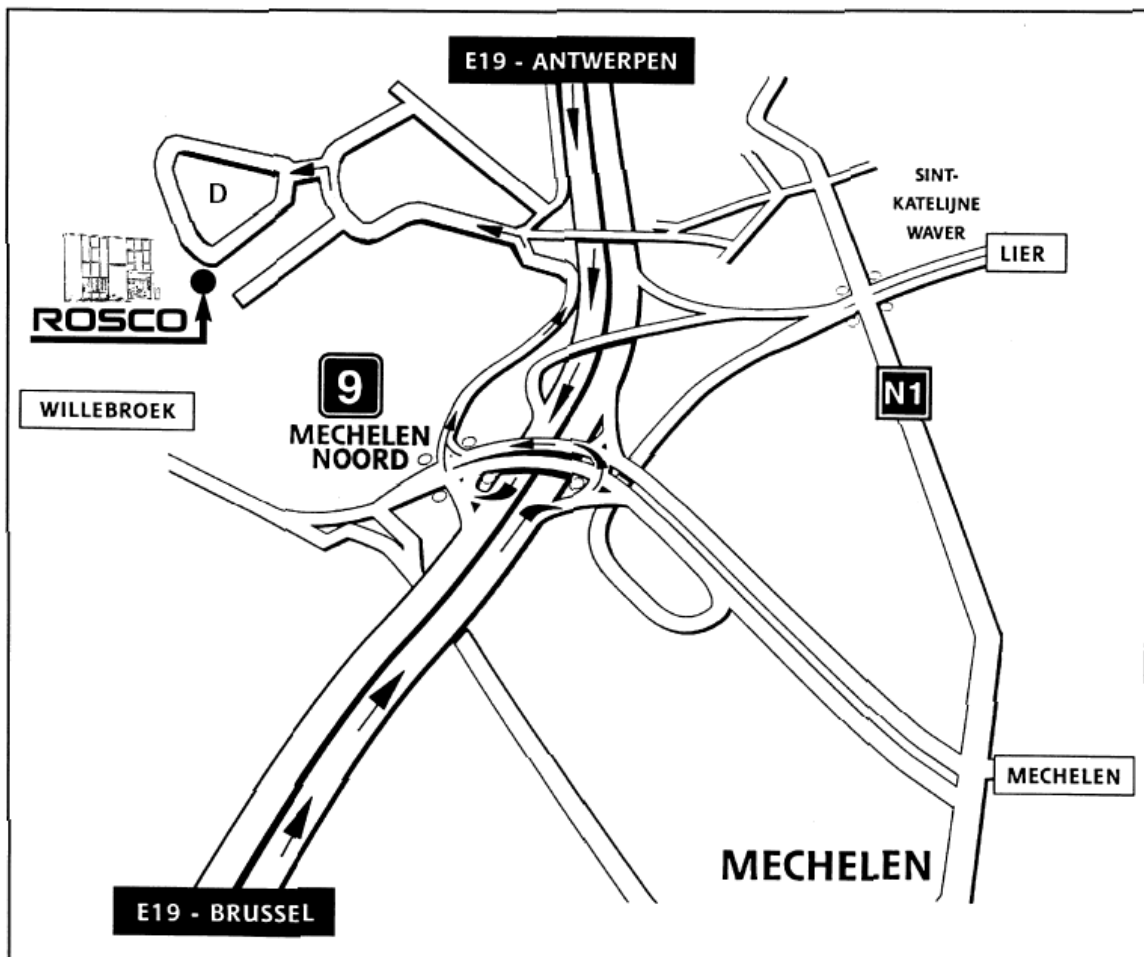 E19 - ANTWERPEN
SINT-
KATELIJNE
WAVER
LIER
D
ROSCO
9
MECHELEN
NOORD
WILLEBROEK
N1
MECHELEN
MECHELEN
E19 - BRUSSEL